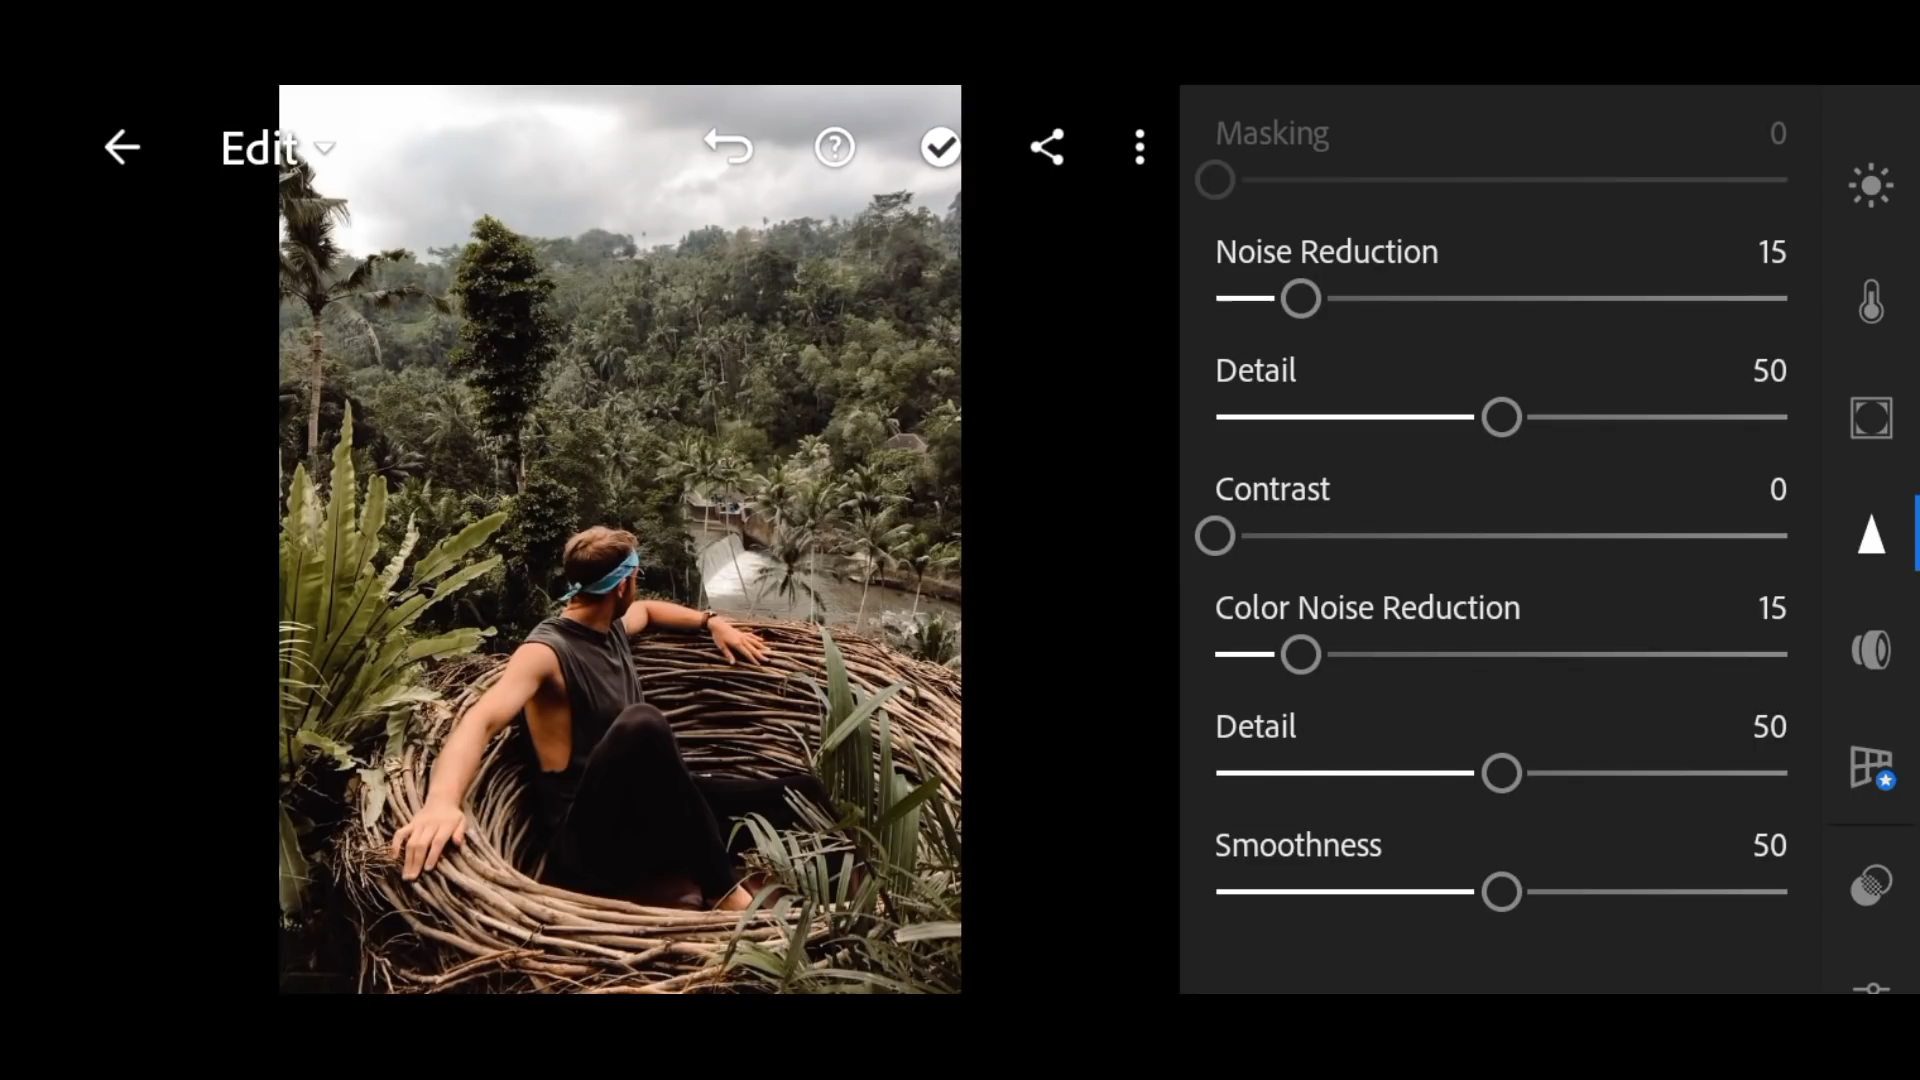 Edit
Masking 0
Noise Reduction 15
Detail 50
Contrast 0
Color Noise Reduction 15
Detail 50
Smoothness 50